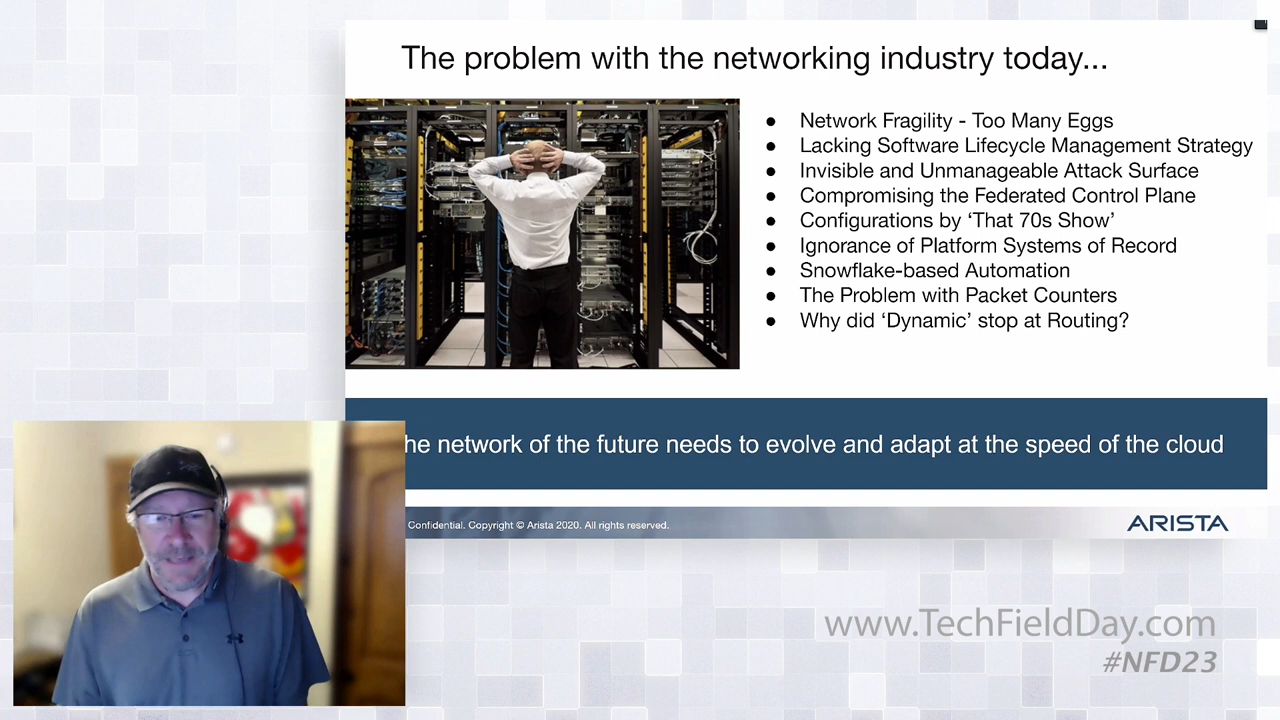 The problem with the networking industry today...
● Network Fragility - Too Many Eggs
● Lacking Software Lifecycle Management Strategy
● Invisible and Unmanageable Attack Surface
● Compromising the Federated Control Plane
● Configurations by ‘That 70s Show’
● Ignorance of Platform Systems of Record
● Snowflake-based Automation
● The Problem with Packet Counters
● Why did ‘Dynamic’ stop at Routing?
he network of the future needs to evolve and adapt at the speed of the cloud
Confidential. Copyright © Arista 2020. All rights reserved.
ARISTA
www.TechFieldDay.com
#NFD23